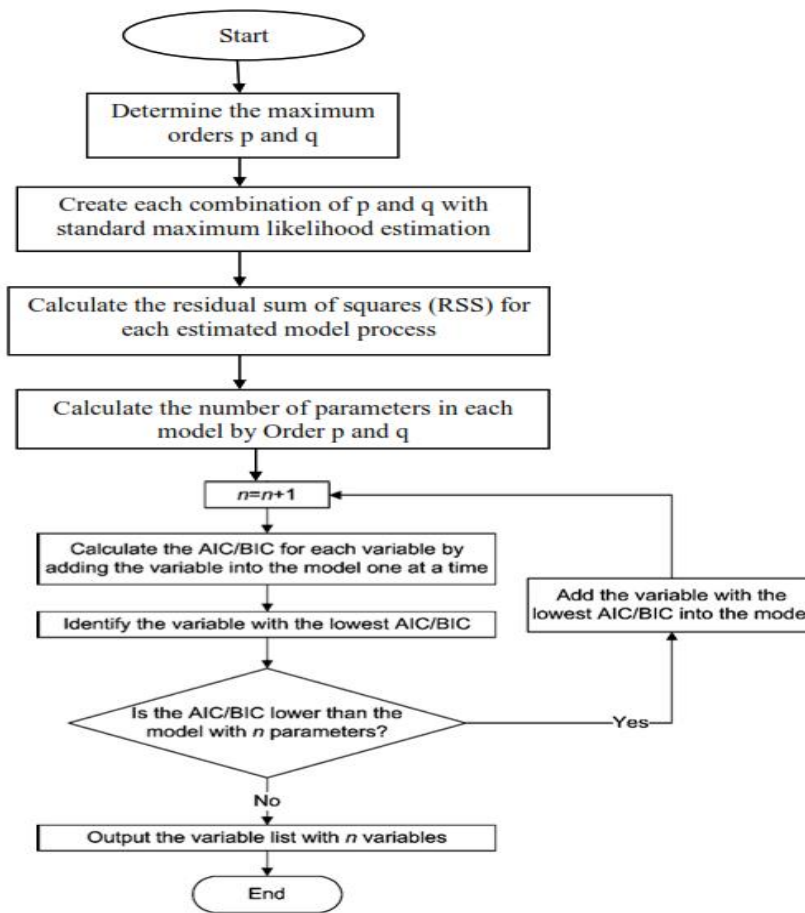 Start
Determine the maximum
orders p and q
Create each combination of p and q with
standard maximum likelihood estimation
Calculate the residual sum of squares (RSS) for
each estimated model process
Calculate the number of parameters in each
model by Order p and q
n=n+1
Calculate the AIC/BIC for each variable by
adding the variable into the model one at a time
Add the variable with the
lowest AIC/BIC into the mode
Identify the variable with the lowest AIC/BIC
Is the AIC/BIC lower than the
model with n parameters?
Yes
No
Output the variable list with n variables
End